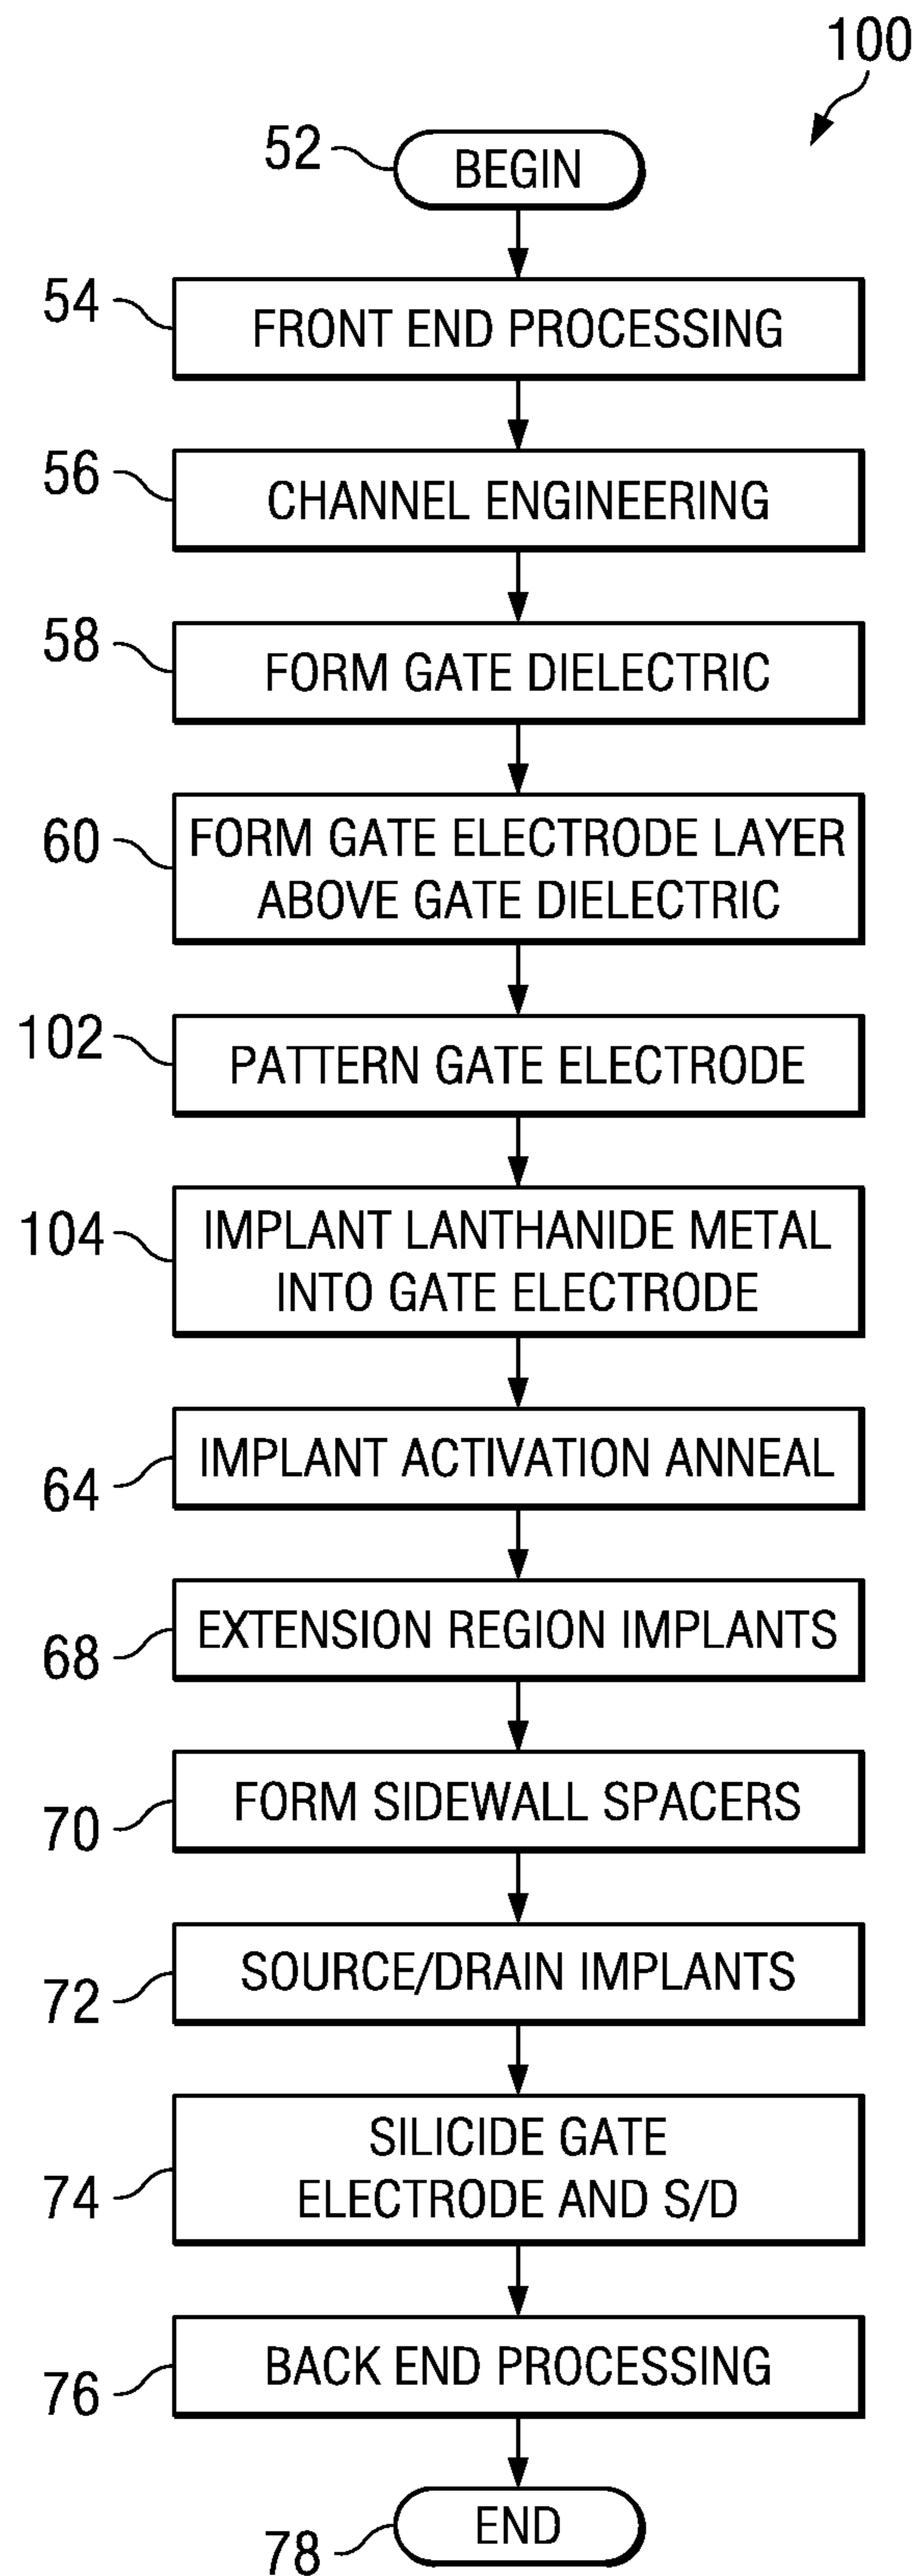 100
52
BEGIN
54
FRONT END PROCESSING
56
CHANNEL ENGINEERING
58
FORM GATE DIELECTRIC
60
FORM GATE ELECTRODE LAYER
ABOVE GATE DIELECTRIC
102
PATTERN GATE ELECTRODE
104
IMPLANT LANTHANIDE METAL
INTO GATE ELECTRODE
64
IMPLANT ACTIVATION ANNEAL
68
EXTENSION REGION IMPLANTS
70
FORM SIDEWALL SPACERS
72
SOURCE/DRAIN IMPLANTS
74
SILICIDE GATE
ELECTRODE AND S/D
76
BACK END PROCESSING
78
END